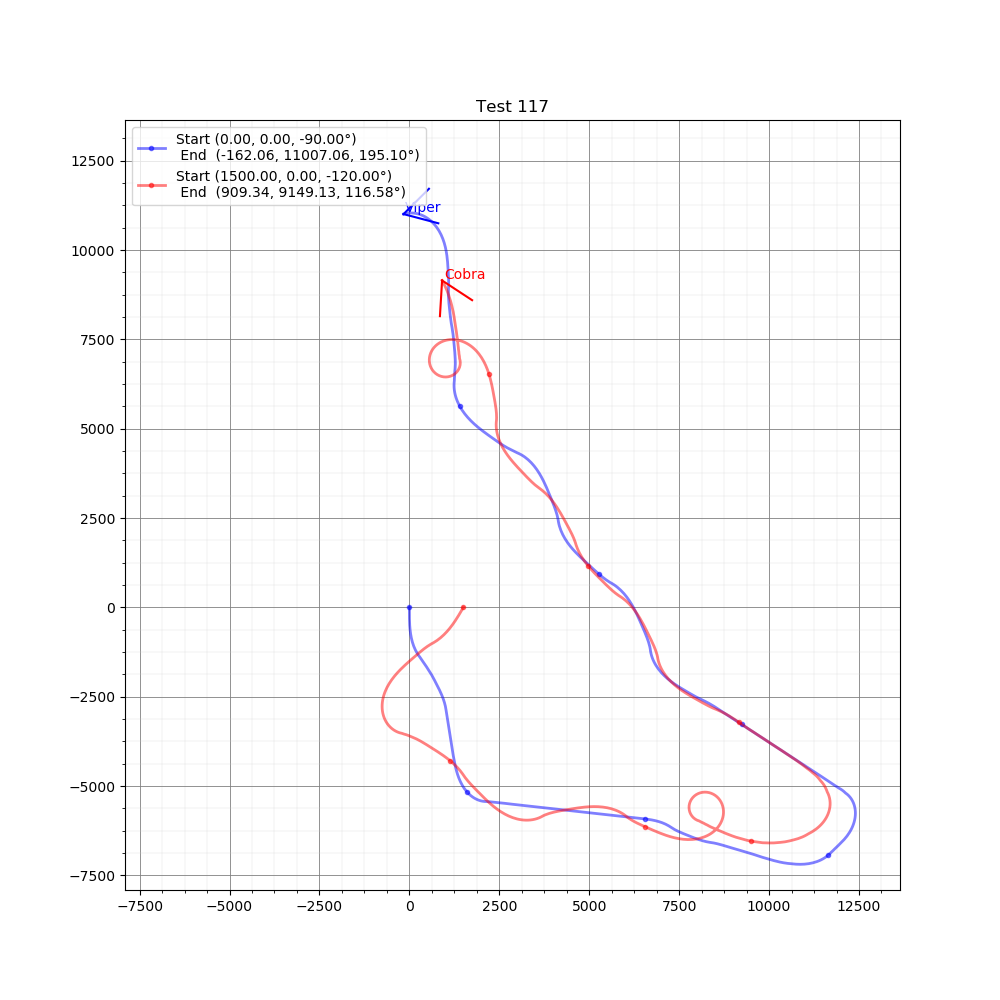 Test 117
Start (0.00, 0.00, -90.00°)
End (-162.06, 11007.06, 195.10°)
Start (1500.00, 0.00, -120.00°)
End (909.34, 9149.13, 116.58°)
Cobra
12500
10000
7500
5000
2500
0
−2500
−5000
−7500
−7500 −5000 −2500 0 2500 5000 7500 10000 12500